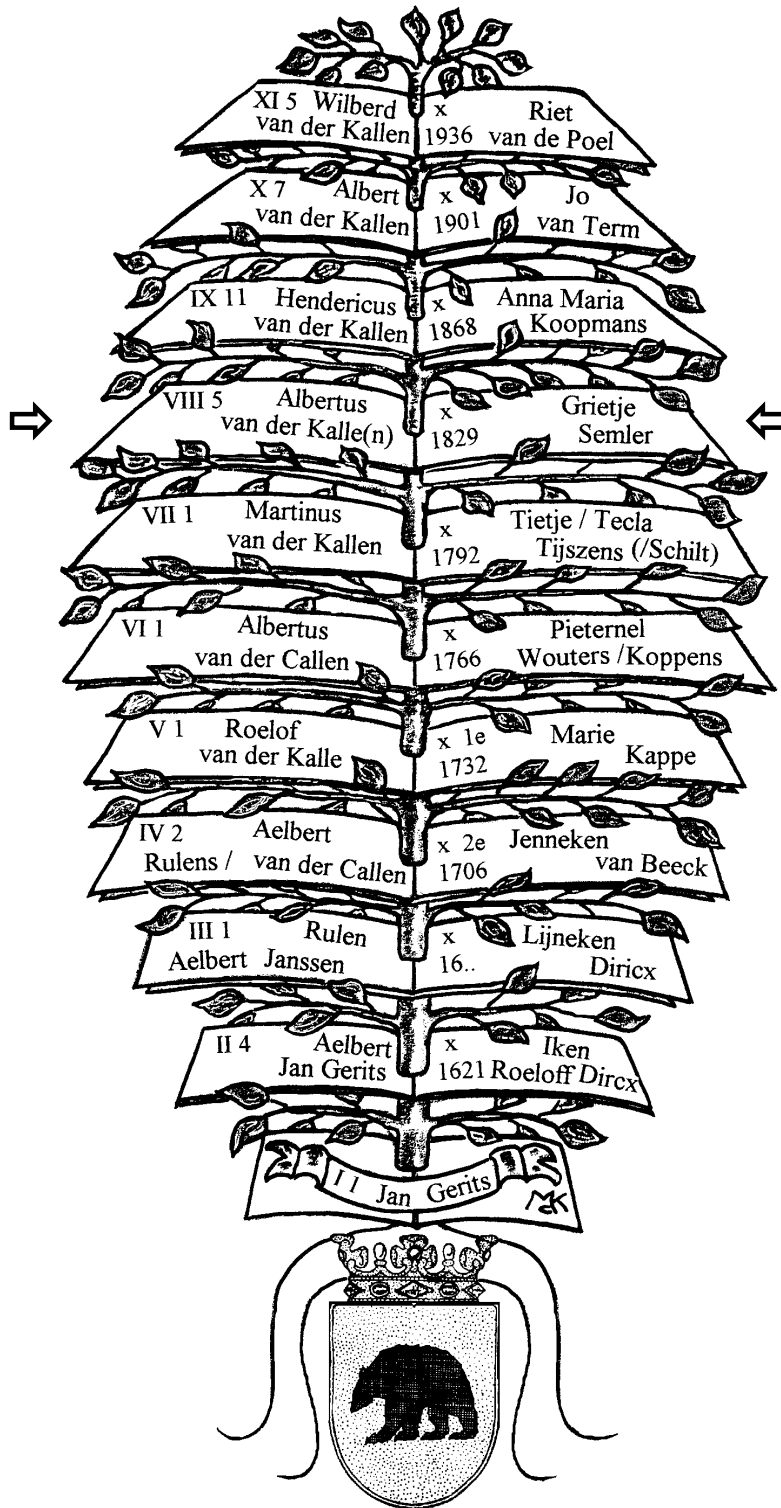 XI 5 Wilberd
van der Kallen
x
1936
Riet
van de Poel
X 7 Albert
van der Kallen
x
1901
Jo
van Term
IX 11 Hendericus
van der Kallen
x
1868
Anna Maria
Koopmans
VIII 5 Albertus
van der Kalle(n)
x
1829
Grietje
Semler
VII 1 Martinus
van der Kallen
x
1792
Tietje / Tecla
Tijszens (/Schilt)
VI 1 Albertus
van der Callen
x
1766
Pieternel
Wouters /Koppens
V 1 Roelof
van der Kalle
x 1e
1732
Marie
Kappe
IV 2 Aelbert
Rulens / van der Callen
x 2e
1706
Jenneken
van Beeck
III 1 Rulen
Aelbert Janssen
x
16..
Lijneken
Diricx
II 4 Aelbert
Jan Gerits
x
1621
Iken
Roeloff Dircx
I 1 Jan Gerits
MvK